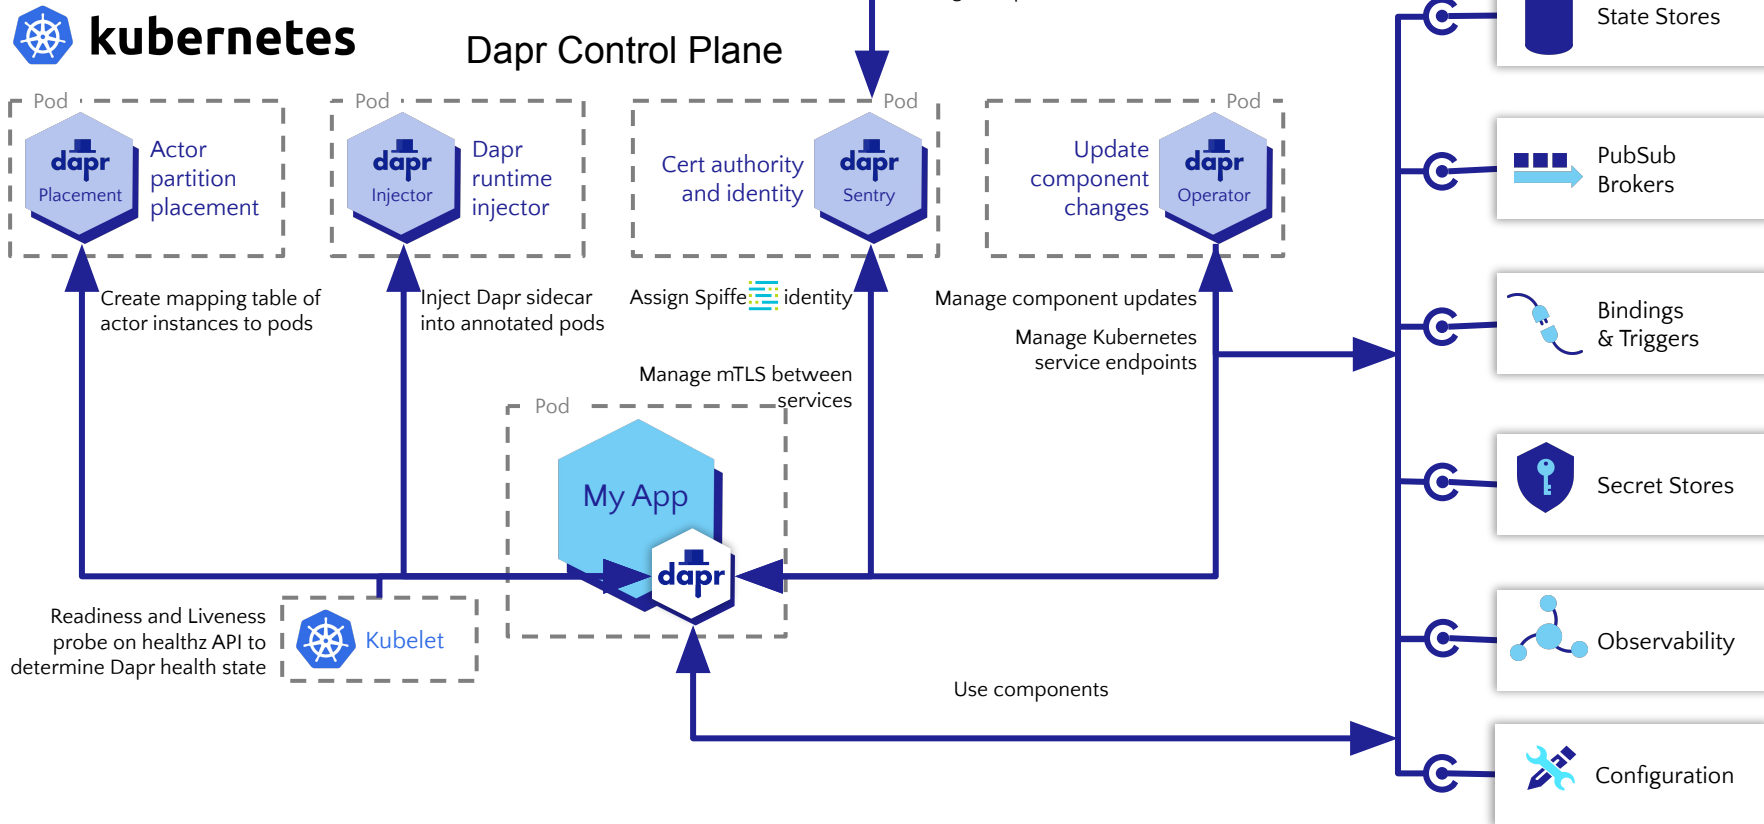 State Stores
kubernetes
Dapr Control Plane
Pod
Pod
Pod
Pod
dapr
Placement
Actor
partition
placement
dapr
Injector
Dapr
runtime
injector
Cert authority
and identity
dapr
Sentry
Update
component
changes
dapr
Operator
PubSub
Brokers
Create mapping table of
actor instances to pods
Inject Dapr sidecar
into annotated pods
Assign Spiffe identity
Manage component updates
Manage Kubernetes
service endpoints
Bindings
& Triggers
Manage mTLS between
services
Pod
My App
dapr
Secret Stores
Readiness and Liveness
probe on healthz API to
determine Dapr health state
Kubelet
Observability
Use components
Configuration